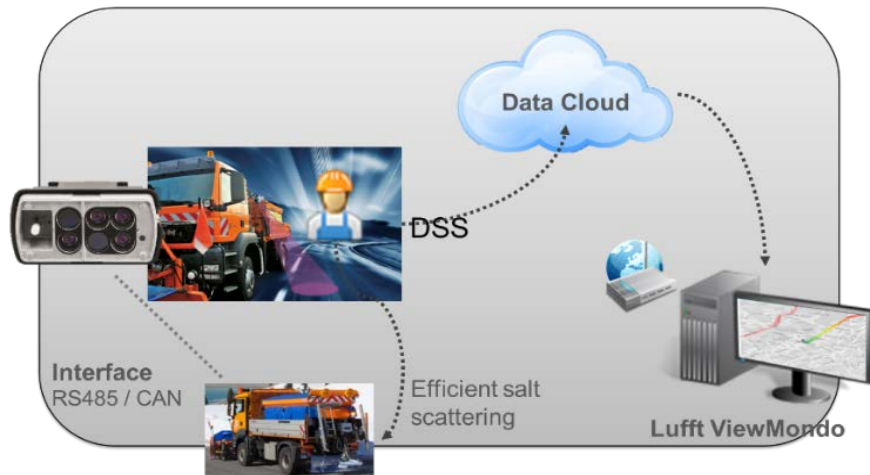 Data Cloud
DSS
Interface
RS485 / CAN
Efficient salt
scattering
Lufft ViewMondo